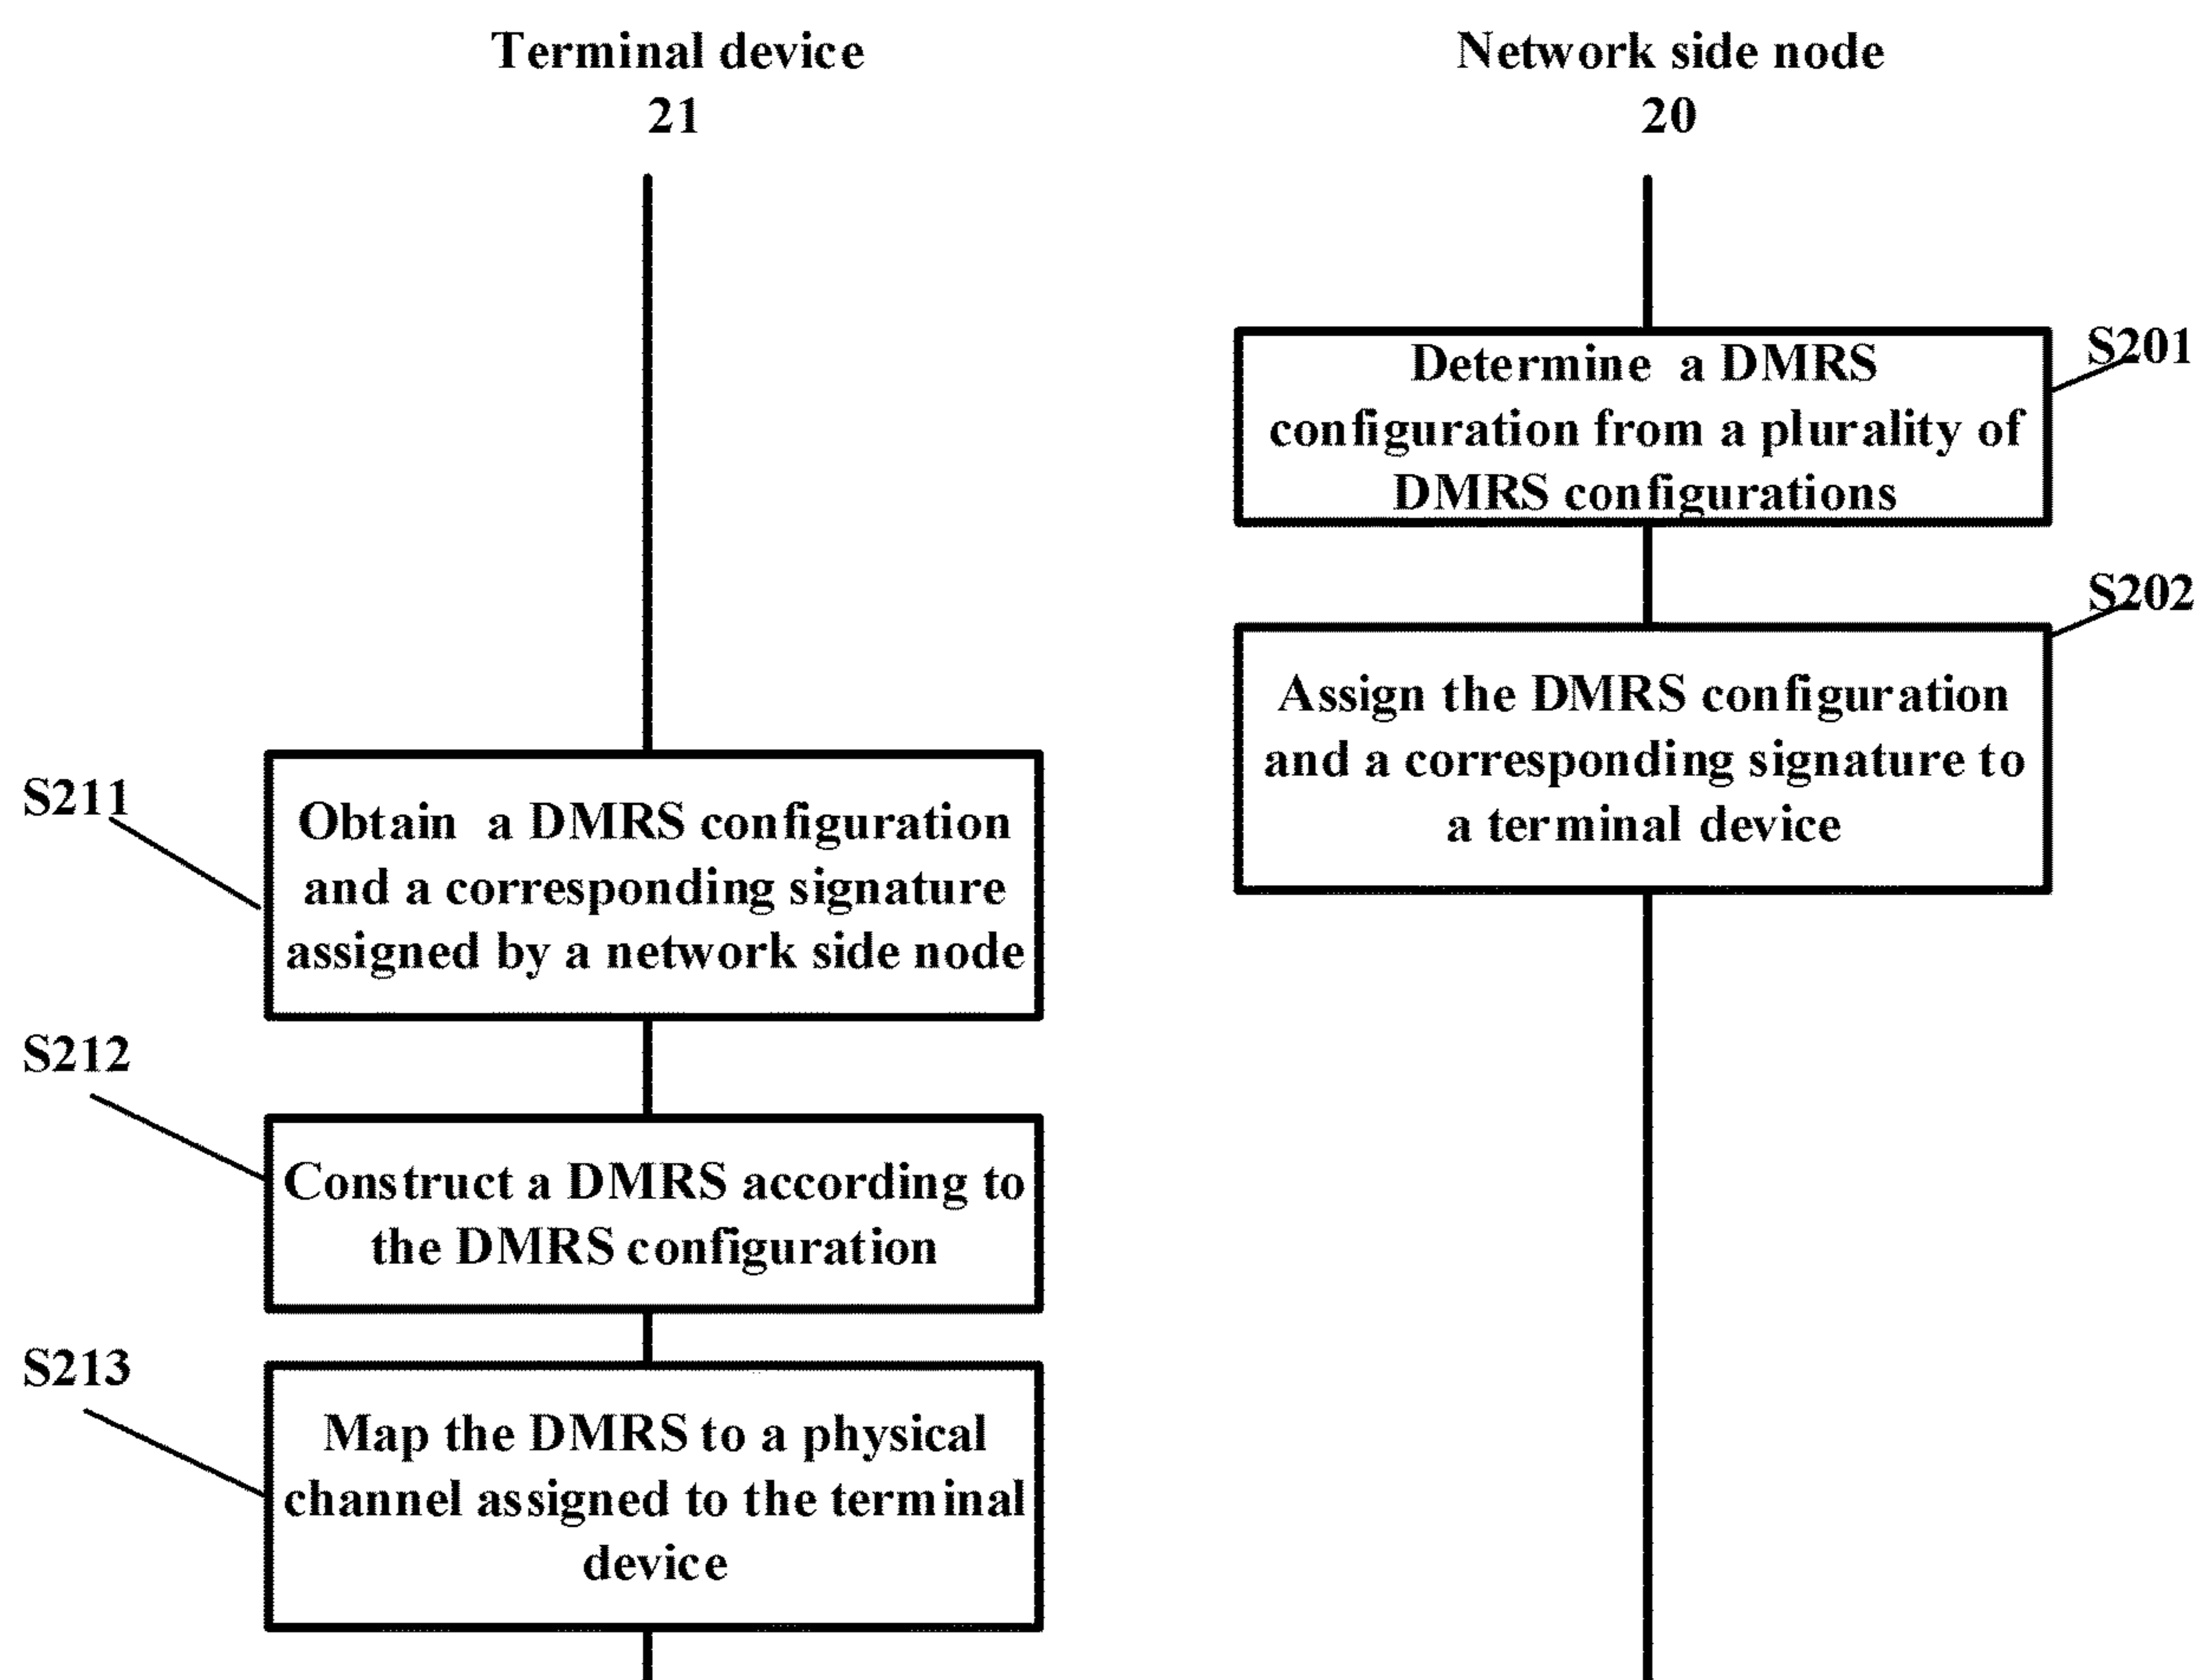 Terminal device
21
Network side node
20
S201
Determine a DMRS
configuration from a plurality of
DMRS configurations
S202
Assign the DMRS configuration
and a corresponding signature to
a terminal device
S211
Obtain a DMRS configuration
and a corresponding signature
assigned by a network side node
S212
Construct a DMRS according to
the DMRS configuration
S213
Map the DMRS to a physical
channel assigned to the terminal
device